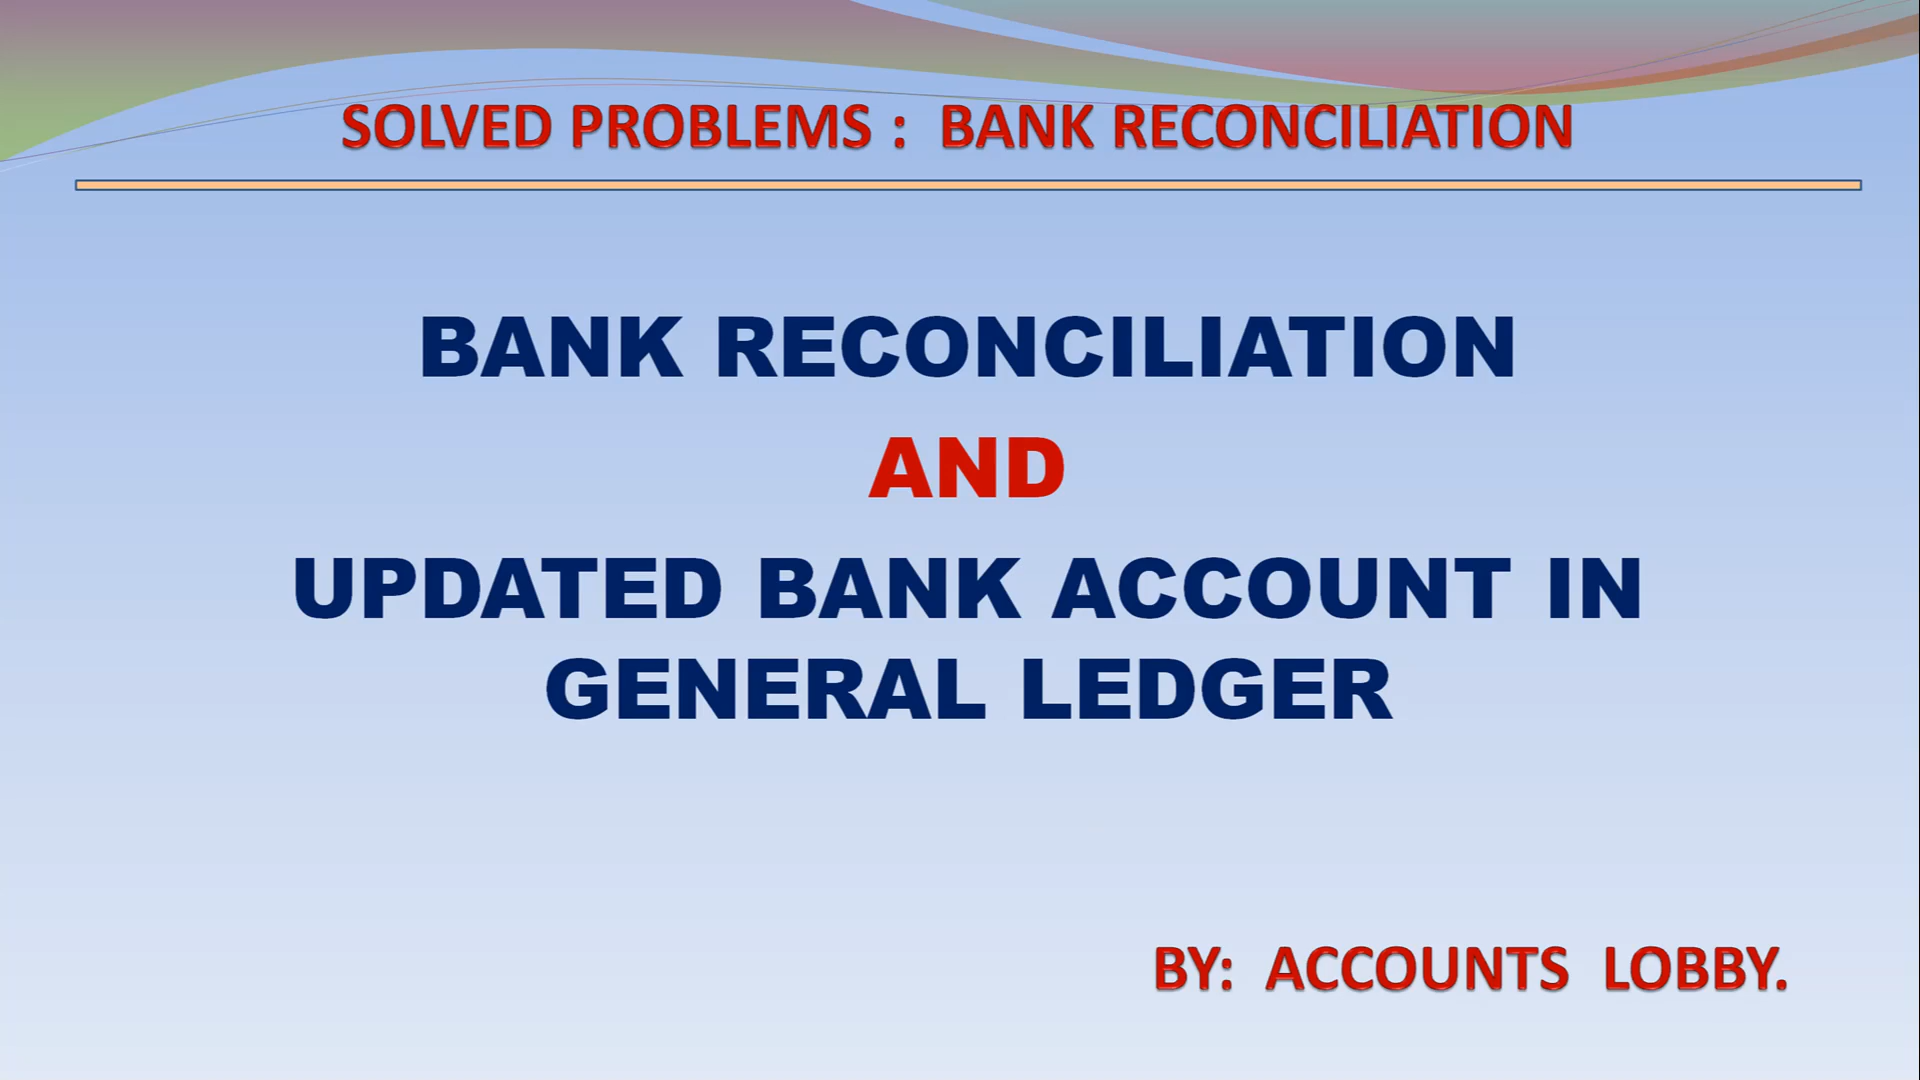 SOLVED PROBLEMS : BANK RECONCILIATION
BANK RECONCILIATION
AND
UPDATED BANK ACCOUNT IN
GENERAL LEDGER
BY: ACCOUNTS LOBBY.